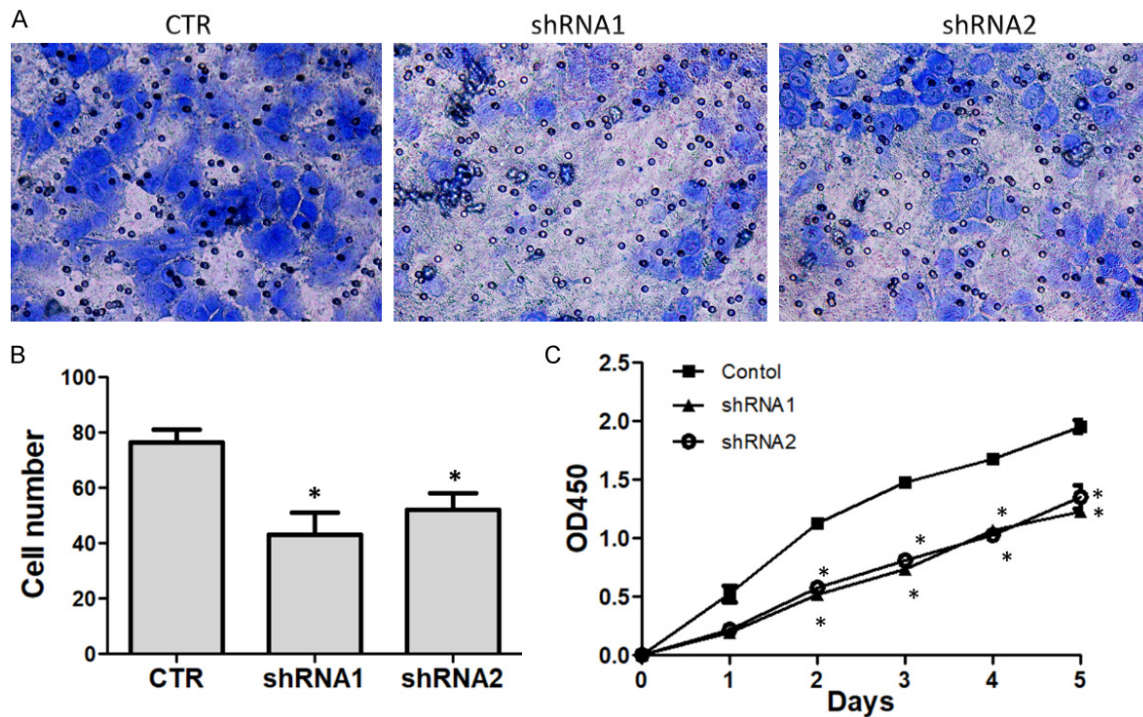 A
CTR
shRNA1
shRNA2
B
100
80
60
40
20
0
Cell number
*
*
CTR
shRNA1
shRNA2
C
2.5
2.0
1.5
1.0
0.5
0.0
OD450
Contol
shRNA1
shRNA2
*
*
*
*
*
*
*
*
0
1
2
3
4
5
Days